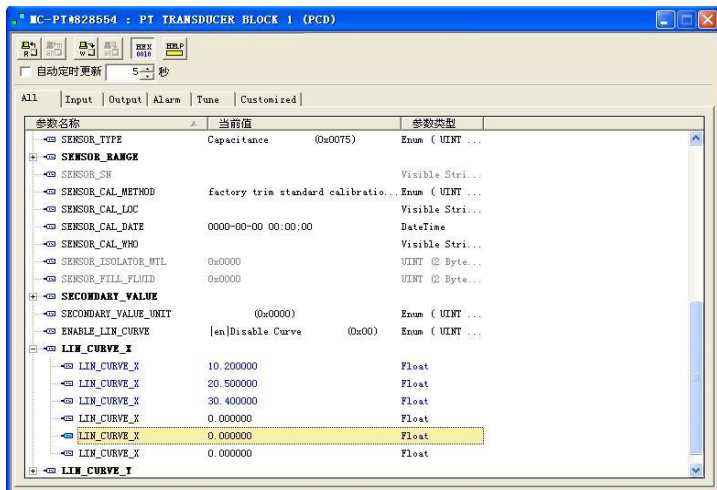 MC-PT#828554 : PT TRANSDUCER BLOCK 1 (PCD)
HEX 0010 HELP
自动定时更新 5 秒
All Input Output Alarm Tune Customized
参数名称 当前值 参数类型
SENSOR_TYPE Capacitance (0x0075) Enum ( UINT ...
SENSOR_RANGE
SENSOR_SN Visible Stri...
SENSOR_CAL_METHOD factory trim standard calibratio... Enum ( UINT ...
SENSOR_CAL_LOC Visible Stri...
SENSOR_CAL_DATE 0000-00-00 00:00:00 DateTime
SENSOR_CAL_WHO Visible Stri...
SENSOR_ISOLATOR_MTL 0x0000 UINT (2 Byte...
SENSOR_FILL_FLUID 0x0000 UINT (2 Byte...
SECONDARY_VALUE
SECONDARY_VALUE_UNIT (0x0000) Enum ( UINT ...
ENABLE_LIN_CURVE |en|Disable Curve (0x00) Enum ( UINT ...
LIN_CURVE_X
LIN_CURVE_X 10.200000 Float
LIN_CURVE_X 20.500000 Float
LIN_CURVE_X 30.400000 Float
LIN_CURVE_X 0.000000 Float
LIN_CURVE_X 0.000000 Float
LIN_CURVE_X 0.000000 Float
LIN_CURVE_Y